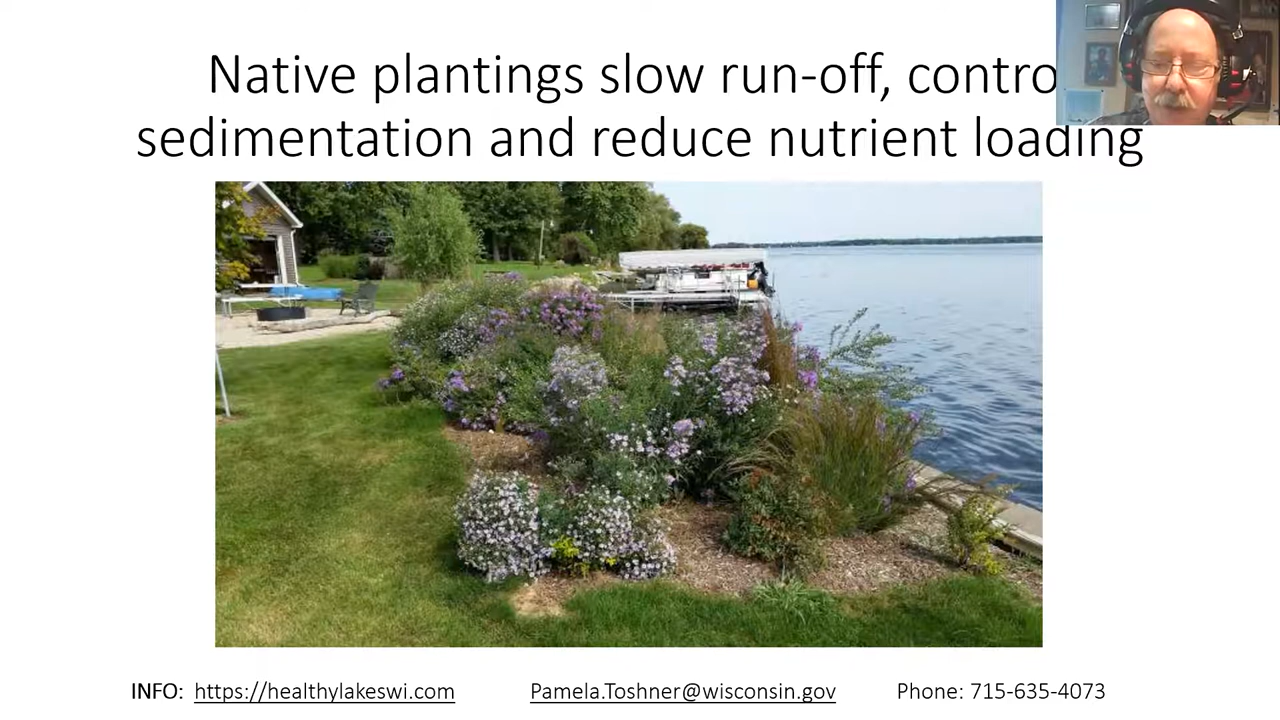 Native plantings slow run-off, contro
sedimentation and reduce nutrient loading
INFO: https://healthylakeswi.com Pamela.Toshner@wisconsin.gov Phone: 715-635-4073